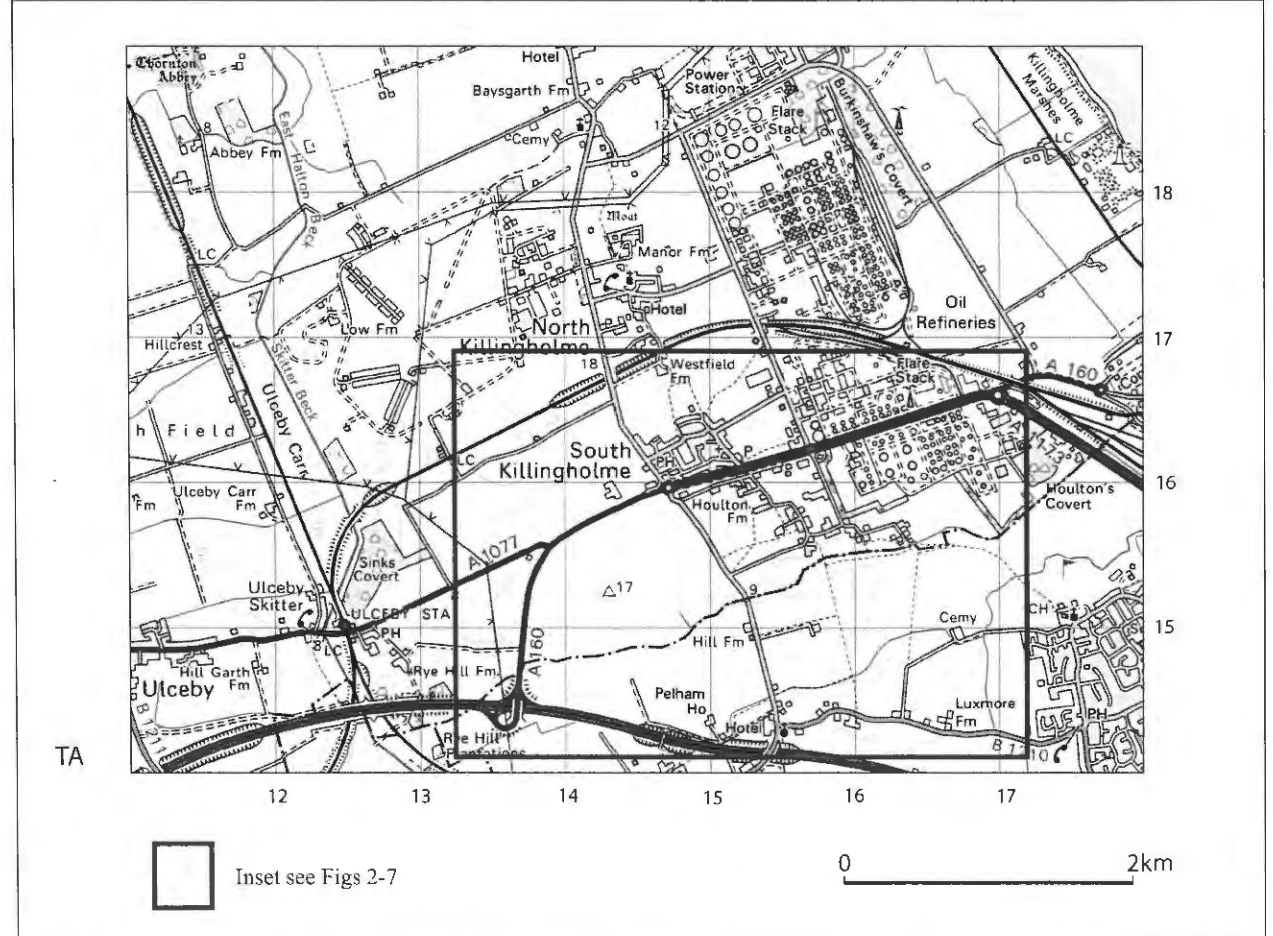 Thornton
Abbey
8
Abbey Fm
East Halton Beck
Hotel
Baysgarth Fm
Cemy
Power
Station
12
Flare
Stack
Burkinshaw's Covert
Killingholme
Marshes
LC
18
Moat
Manor Fm
LC
Hotel
Oil
Refineries
13
Hillcrest
Low Fm
North
Killingholme
17
Skitter Beck
Ulceby Carr
18
Westfield
Fm
Flare
Stack
A 160
h Field
South
Killingholme
LC
PH
P
A 1173
16
Fm
Ulceby Carr
Fm
Houlton
Fm
Houlton's
Covert
A 1077
Sinks
Covert
17
Ulceby
Skitter
ULCEBY STA
9
CH
Cemy
15
8
LC
PH
Hill Fm
A 160
Hill Garth
Fm
Rye Hill Fm
Ulceby
Pelham
Ho
Luxmore
Fm
PH
Hotel
B 1211
Rye Hill
Plantations
B 12
10
TA
12
13
14
15
16
17
Inset see Figs 2-7
0
2km